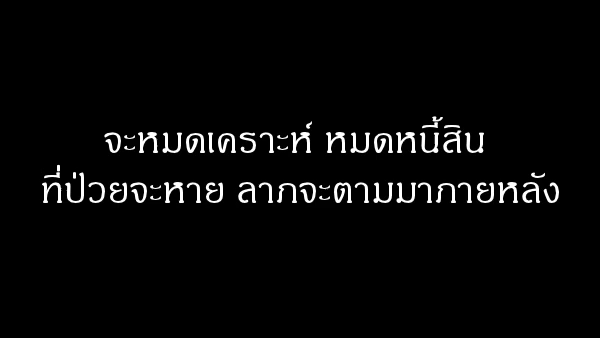 จะหมดเคราะห์ หมดหนี้สิน
ที่ป่วยจะหาย ลาภจะตามมาภายหลัง